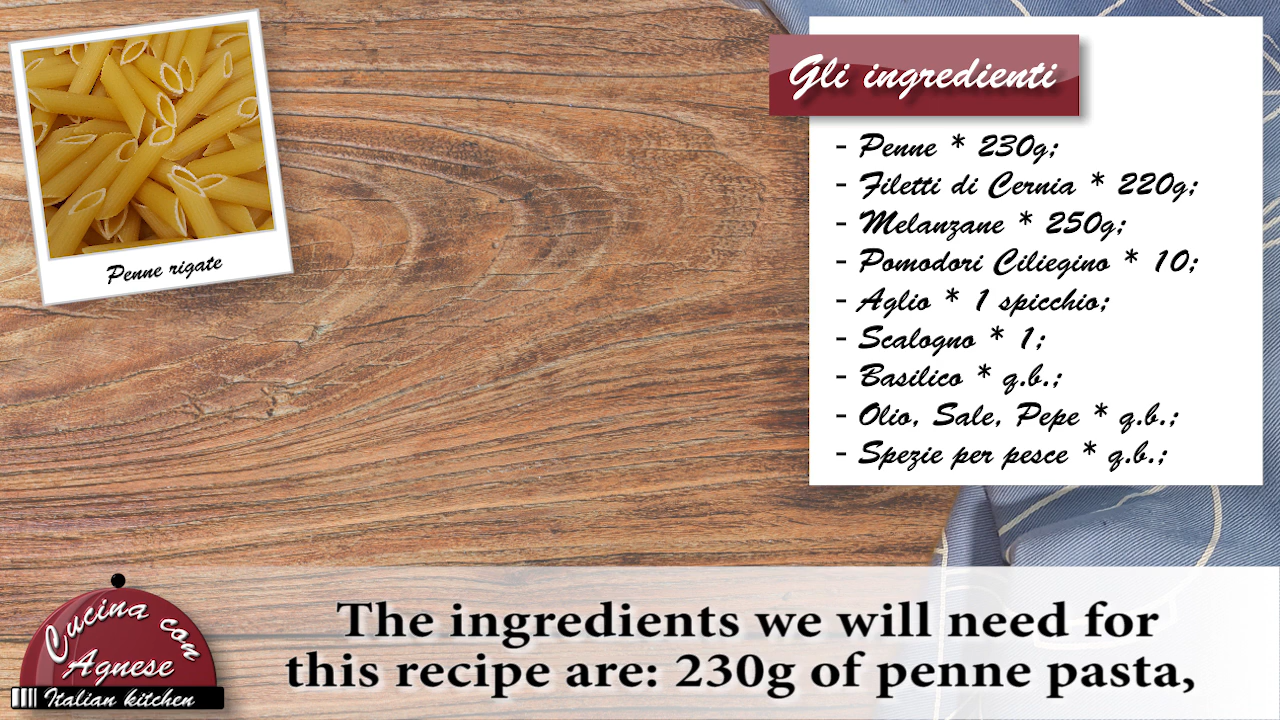 Penne rigate
Gli ingredienti
- Penne * 230g;
- Filetti di Cernia * 220g;
- Melanzane * 250g;
- Pomodori Ciliegino * 10;
- Aglio * 1 spicchio;
- Scalogno * 1;
- Basilico * q.b.;
- Olio, Sale, Pepe * q.b.;
- Spezie per pesce * q.b.;
Cucina con
Agnese
Italian kitchen
The ingredients we will need for
this recipe are: 230g of penne pasta,